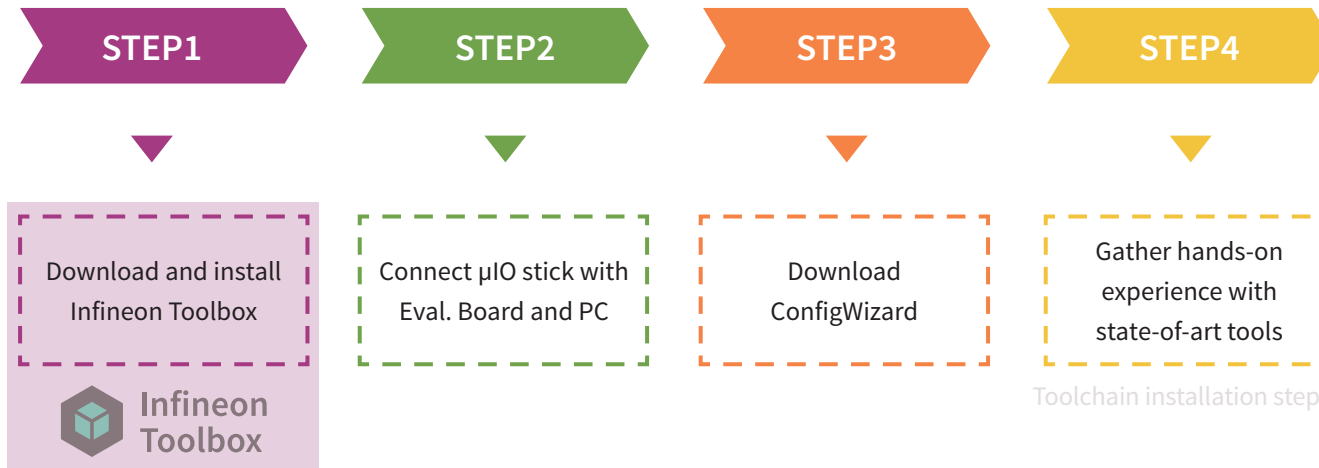 STEP1
STEP2
STEP3
STEP4
Download and install
Infineon Toolbox
Connect µIO stick with
Eval. Board and PC
Download
ConfigWizard
Gather hands-on
experience with
state-of-art tools
Toolchain installation step
Infineon
Toolbox